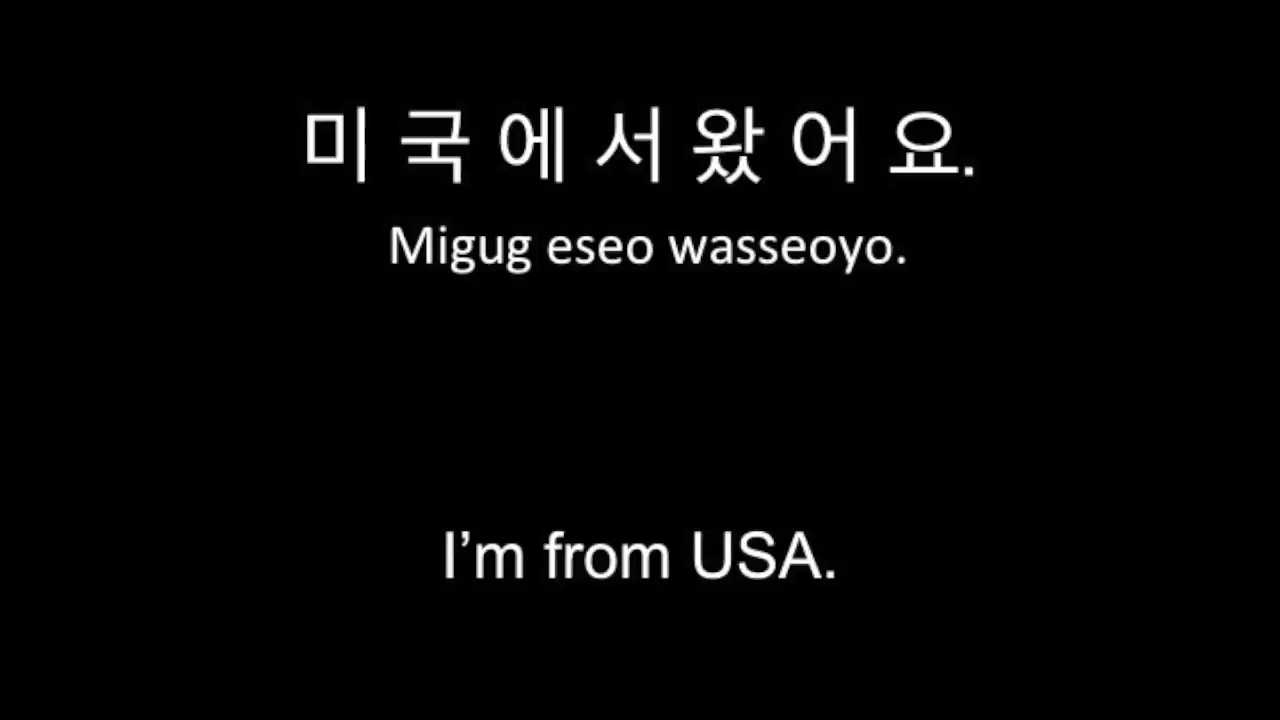 미 국 에 서 왔 어 요.
Migug eseo wasseoyo.
I’m from USA.